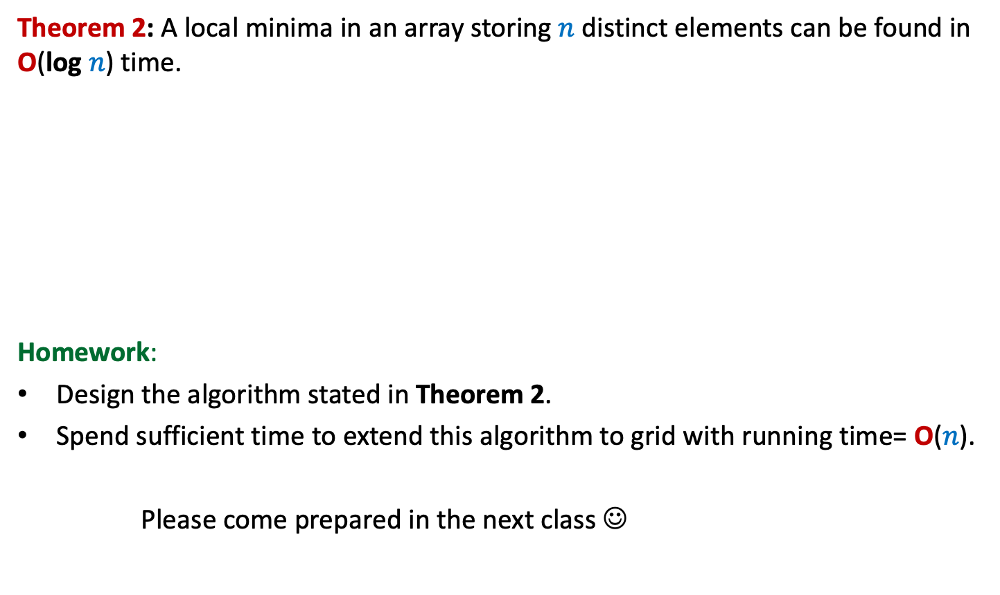 Theorem 2: A local minima in an array storing n distinct elements can be found in
O(log n) time.
Homework:
• Design the algorithm stated in Theorem 2.
• Spend sufficient time to extend this algorithm to grid with running time= O(n).
Please come prepared in the next class ☺